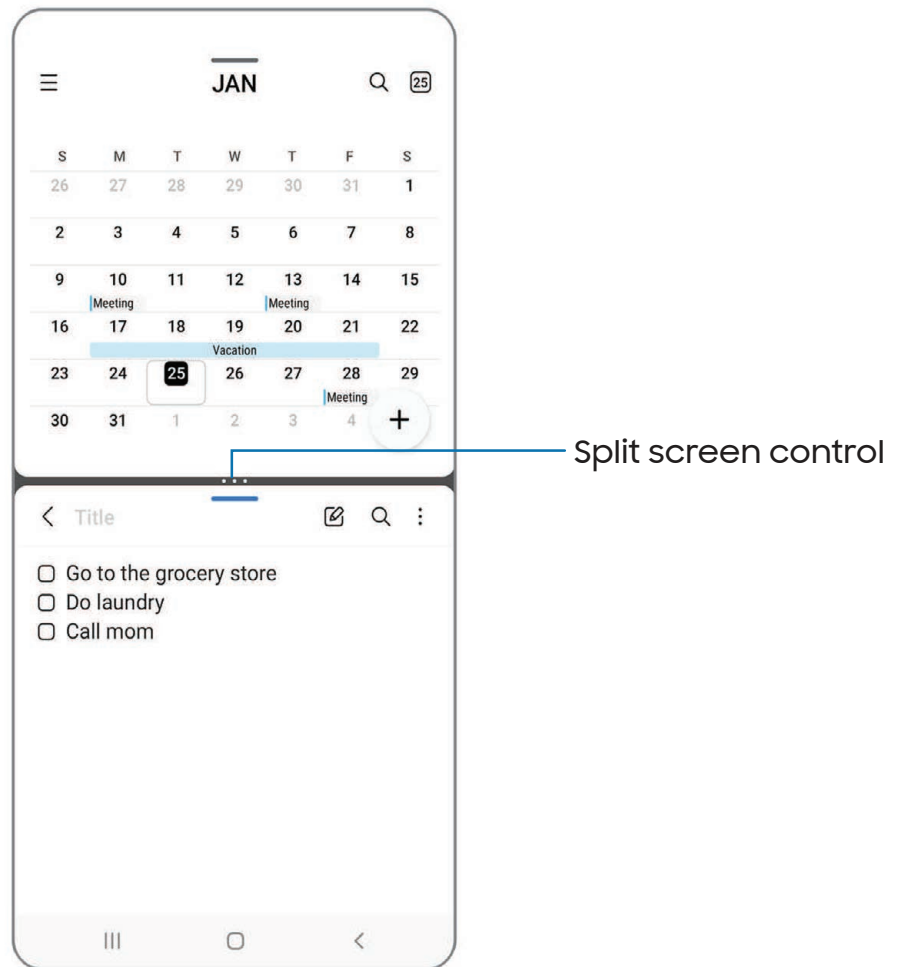 JAN 25
S M T W T F S
26 27 28 29 30 31 1
2 3 4 5 6 7 8
9 10 11 12 13 14 15
Meeting Meeting
16 17 18 19 20 21 22
Vacation
23 24 25 26 27 28 29
Meeting
30 31 1 2 3 4
Split screen control
Title
Go to the grocery store
Do laundry
Call mom